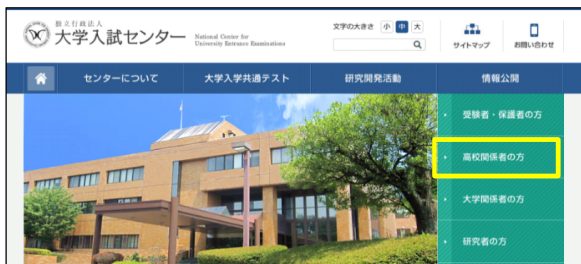 独立行政法人
大学入試センター
National Center for
University Entrance Examinations
文字の大きさ 小 中 大
サイトマップ
お問い合わせ
センターについて
大学入学共通テスト
研究開発活動
情報公開
受験者・保護者の方
高校関係者の方
大学関係者の方
研究者の方